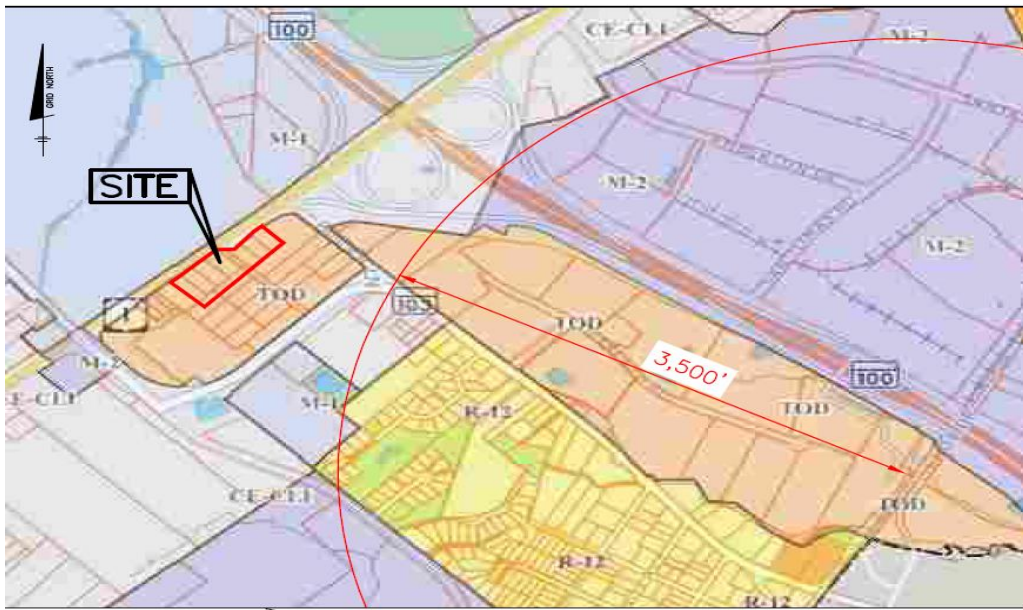 100
CE-CLI
M-2
GRID NORTH
M-1
M-2
SITE
M-2
TOD
103
1
TOD
3,500'
100
M-2
CE-CLI
M-1
R-12
TOD
CE-CLI
TOD
R-12
R-12